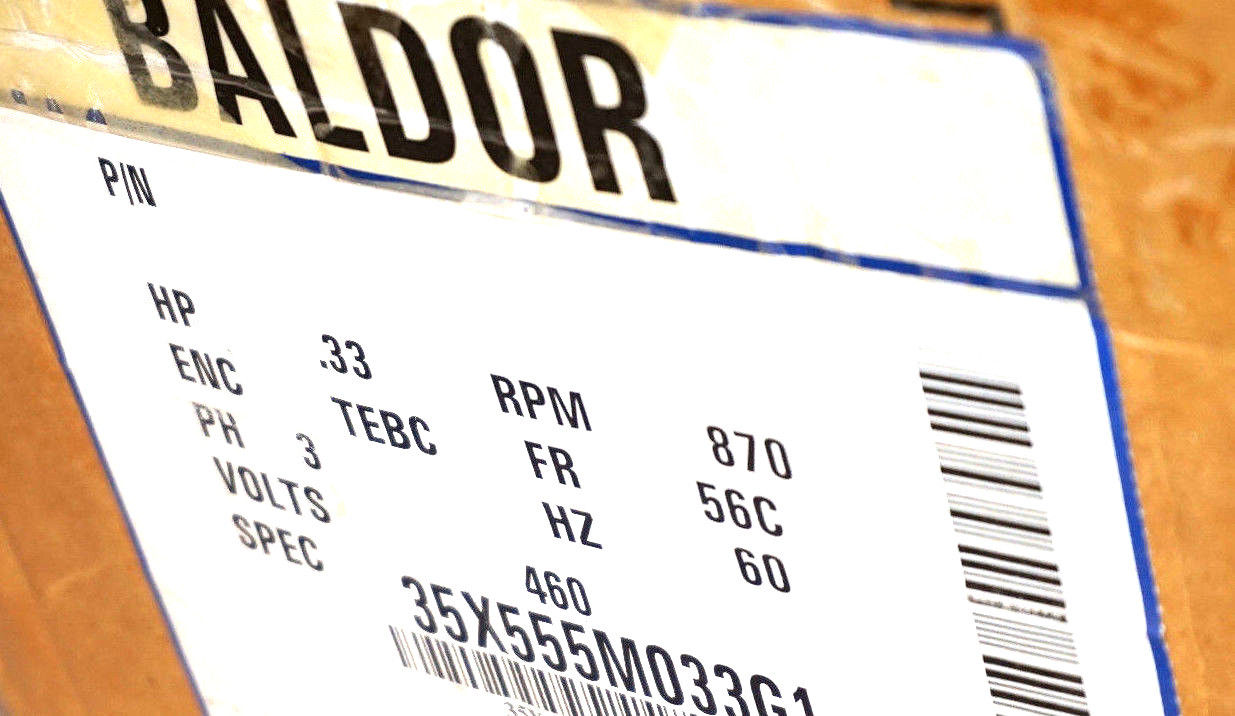 BALDOR
P/N
HP .33 RPM 870
ENC TEBC FR 56C
PH 3 HZ 60
VOLTS 460
SPEC 35X555M033G1